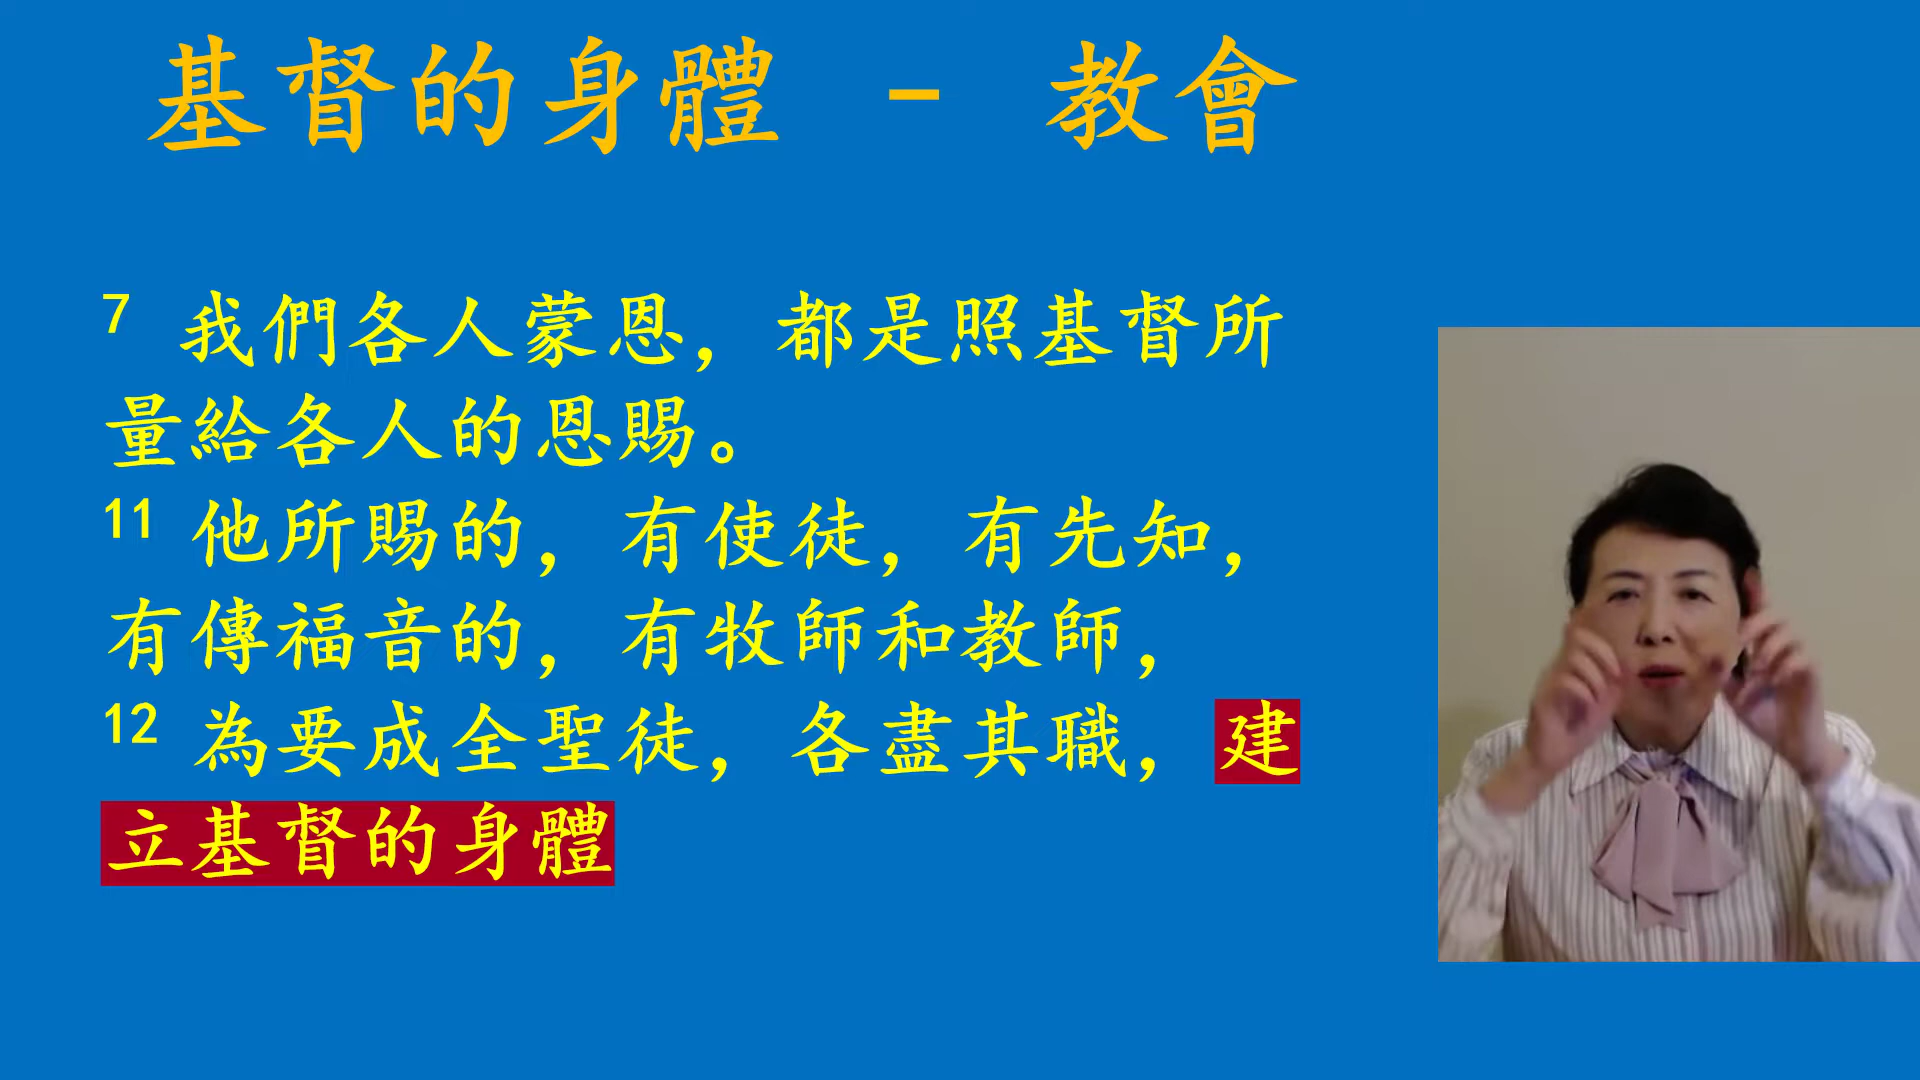 基督的身體 - 教會
7 我們各人蒙恩，都是照基督所
量給各人的恩賜。
11 他所賜的，有使徒，有先知，
有傳福音的，有牧師和教師，
12 為要成全聖徒，各盡其職，建
立基督的身體